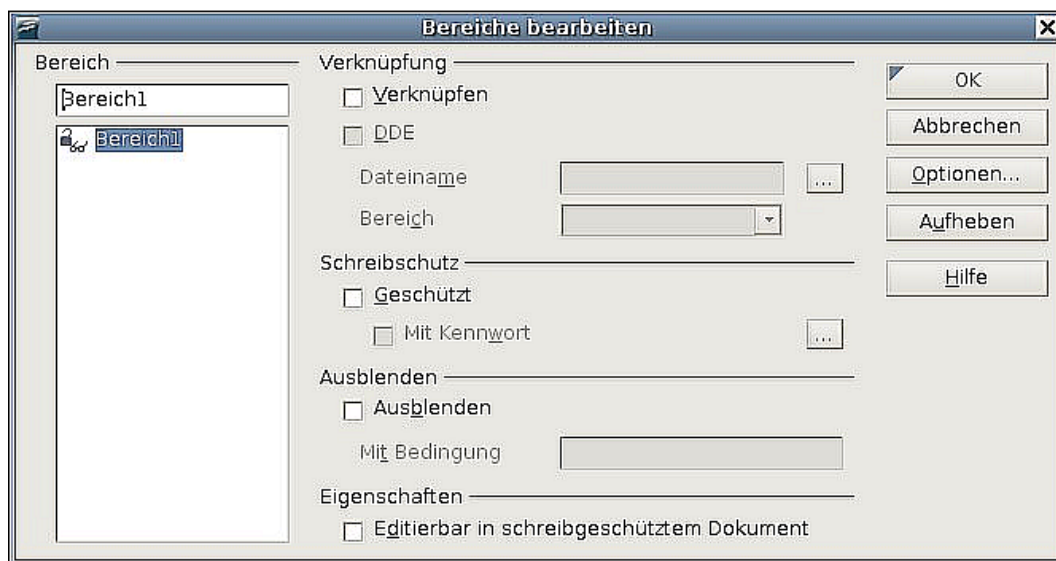 Bereiche bearbeiten
Bereich
Bereich1
Bereich1
Verknüpfung
Verknüpfen
DDE
Dateiname
...
Bereich
Schreibschutz
Geschützt
Mit Kennwort
...
Ausblenden
Ausblenden
Mit Bedingung
Eigenschaften
Editierbar in schreibgeschütztem Dokument
OK
Abbrechen
Optionen...
Aufheben
Hilfe